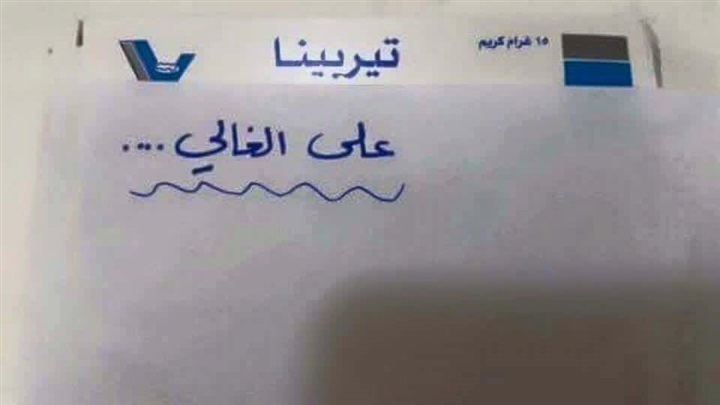 تيربينا ١٥ غرام كريم
على الغالي ....